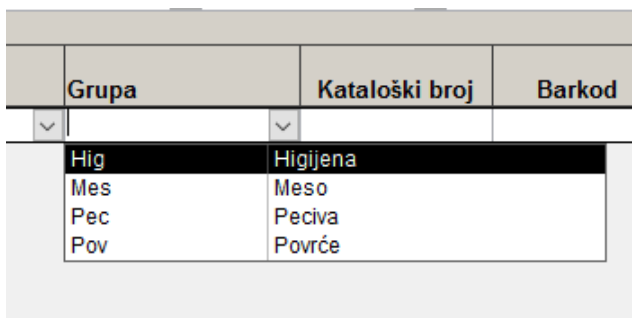 Grupa Kataloški broj Barkod
Hig Higijena
Mes Meso
Pec Peciva
Pov Povrće